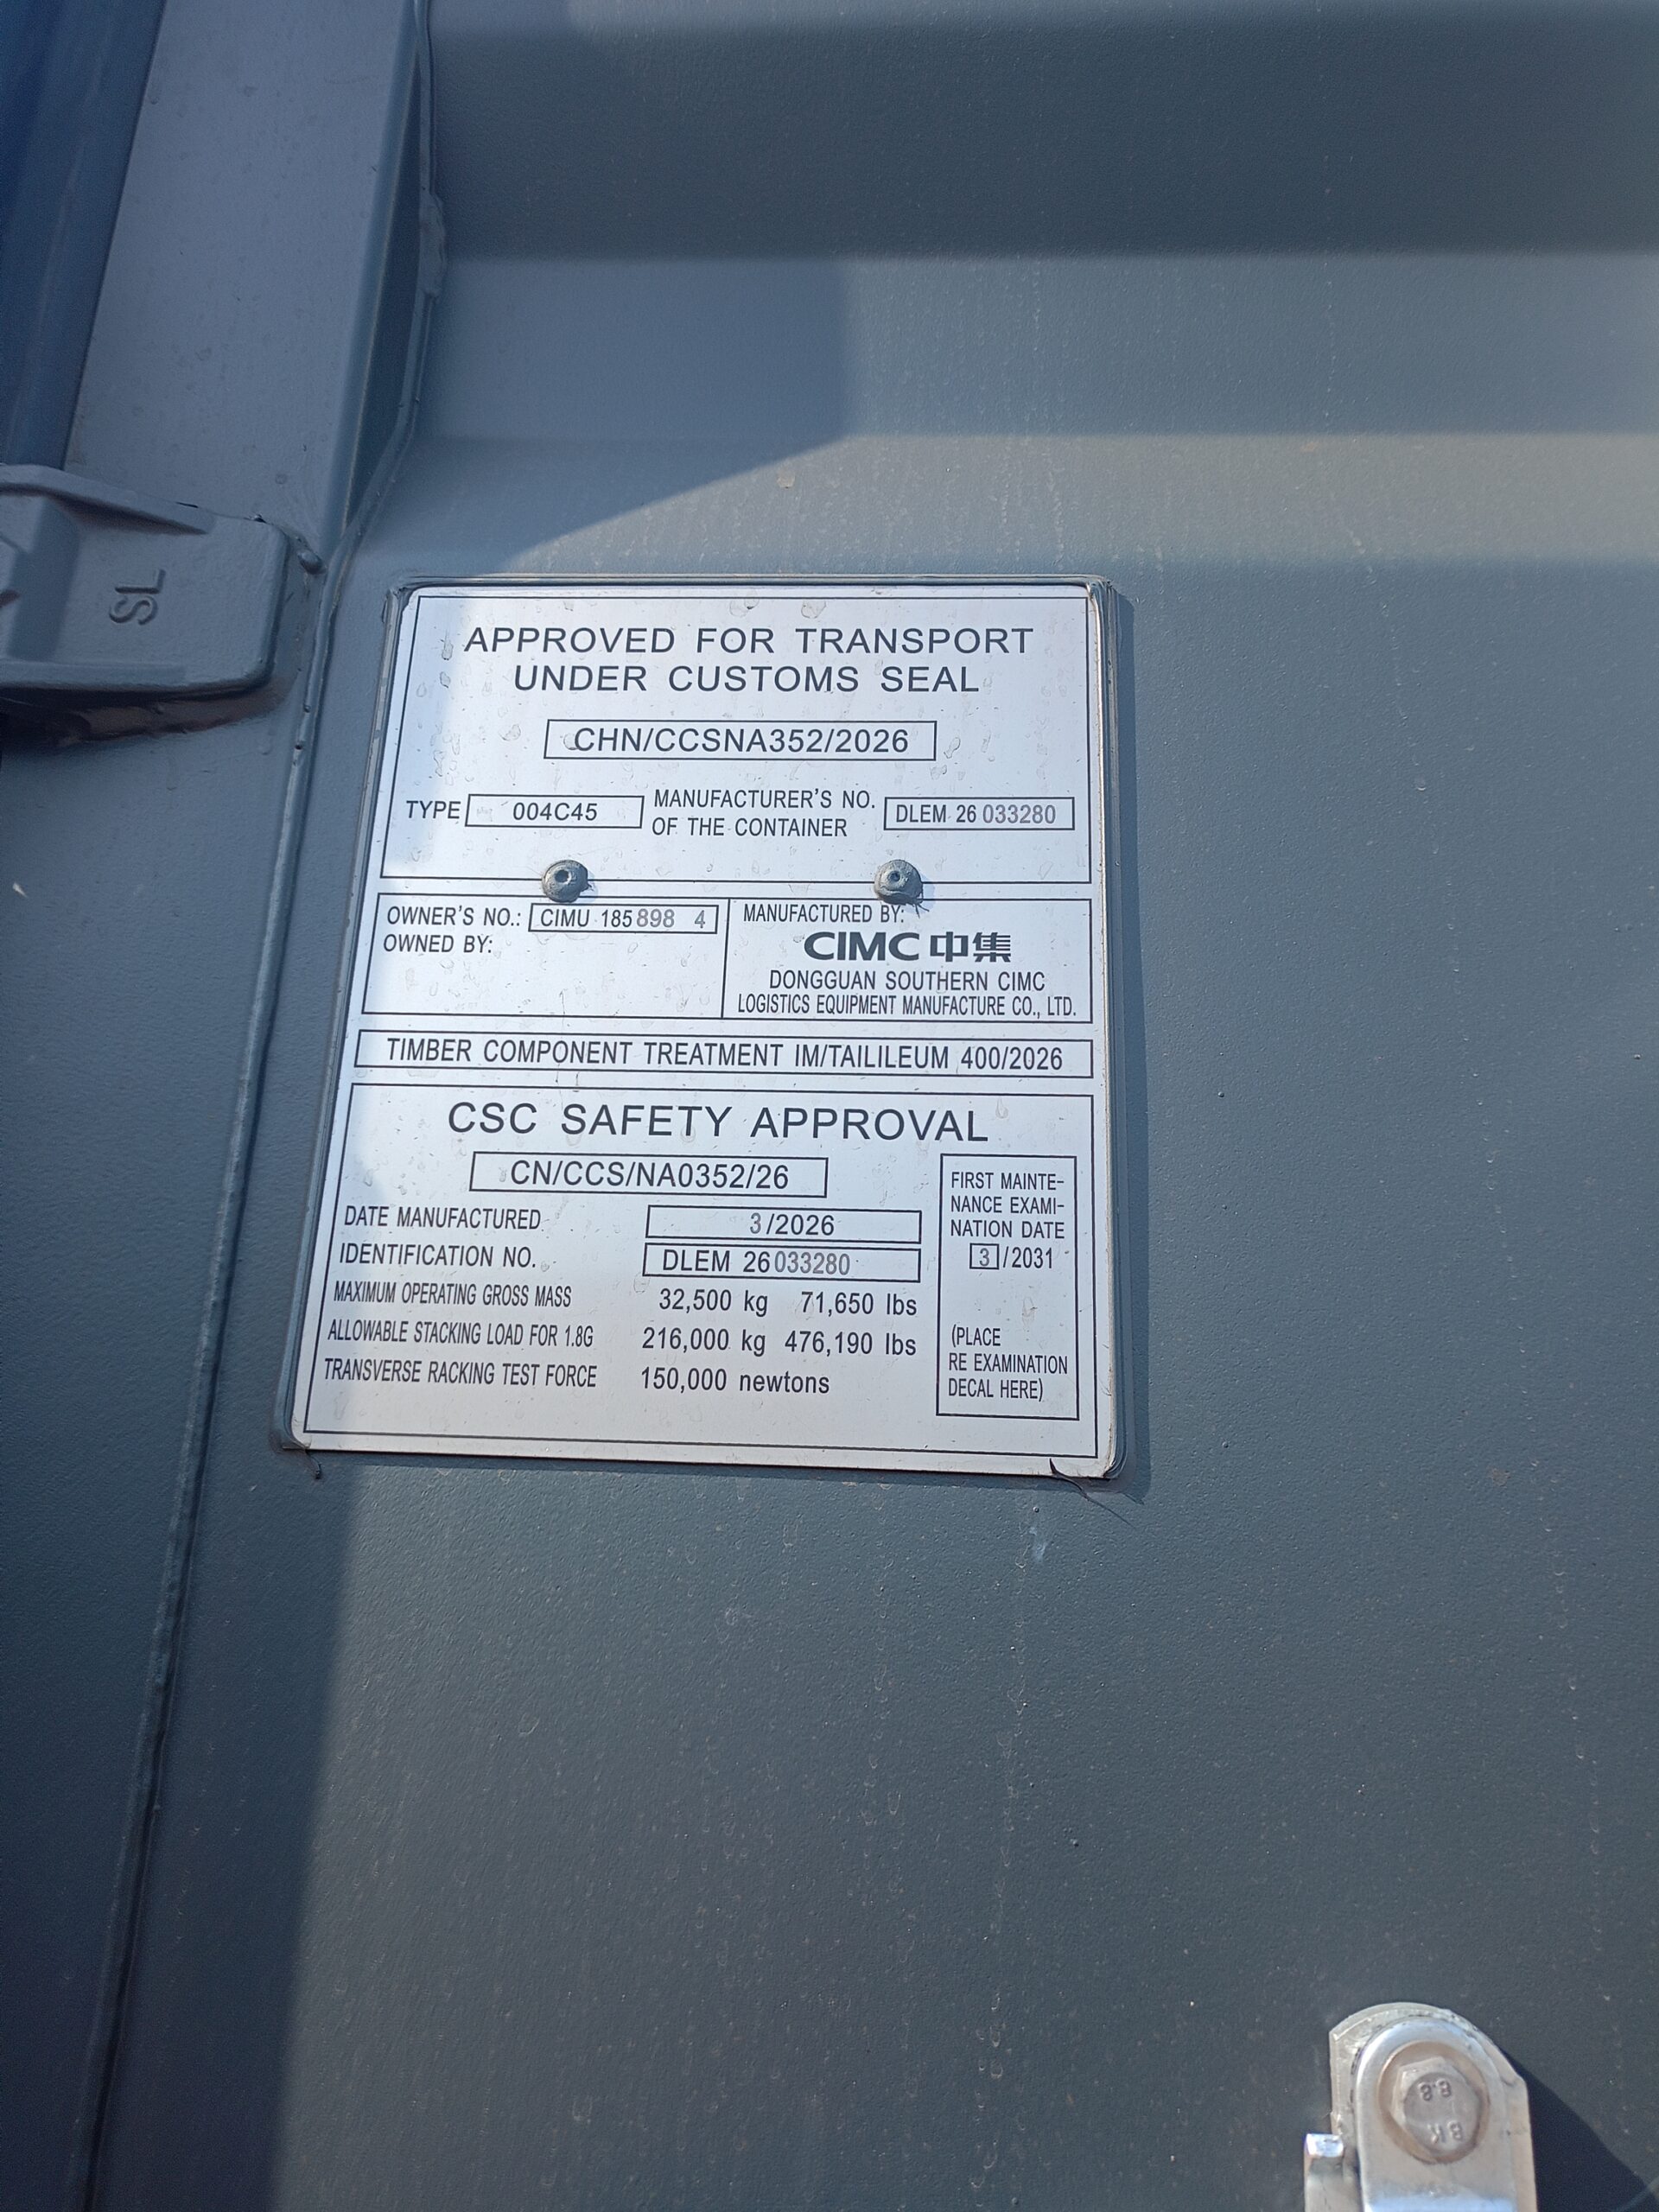 SL
APPROVED FOR TRANSPORT
UNDER CUSTOMS SEAL
CHN/CCSNA352/2026
TYPE 004C45 MANUFACTURER'S NO. OF THE CONTAINER DLEM 26 033280
OWNER'S NO.: CIMU 185898 4
OWNED BY:
MANUFACTURED BY:
CIMC 中集
DONGGUAN SOUTHERN CIMC
LOGISTICS EQUIPMENT MANUFACTURE CO., LTD.
TIMBER COMPONENT TREATMENT IM/TAILILEUM 400/2026
CSC SAFETY APPROVAL
CN/CCS/NA0352/26
DATE MANUFACTURED 3/2026
IDENTIFICATION NO. DLEM 26 033280
MAXIMUM OPERATING GROSS MASS 32,500 kg 71,650 lbs
ALLOWABLE STACKING LOAD FOR 1.8G 216,000 kg 476,190 lbs
TRANSVERSE RACKING TEST FORCE 150,000 newtons
FIRST MAINTE-
NANCE EXAMI-
NATION DATE
3/2031
(PLACE
RE EXAMINATION
DECAL HERE)
8.8
BK